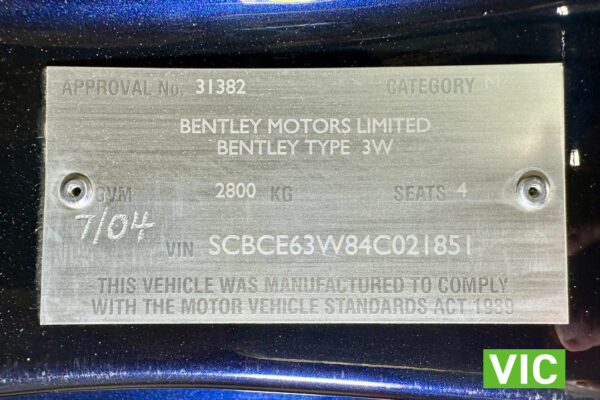 APPROVAL No. 31382 CATEGORY M
BENTLEY MOTORS LIMITED
BENTLEY TYPE 3W
GVM 2800 KG SEATS 4
7/04
VIN SCBCE63W84C021851
THIS VEHICLE WAS MANUFACTURED TO COMPLY
WITH THE MOTOR VEHICLE STANDARDS ACT 1989
VIC